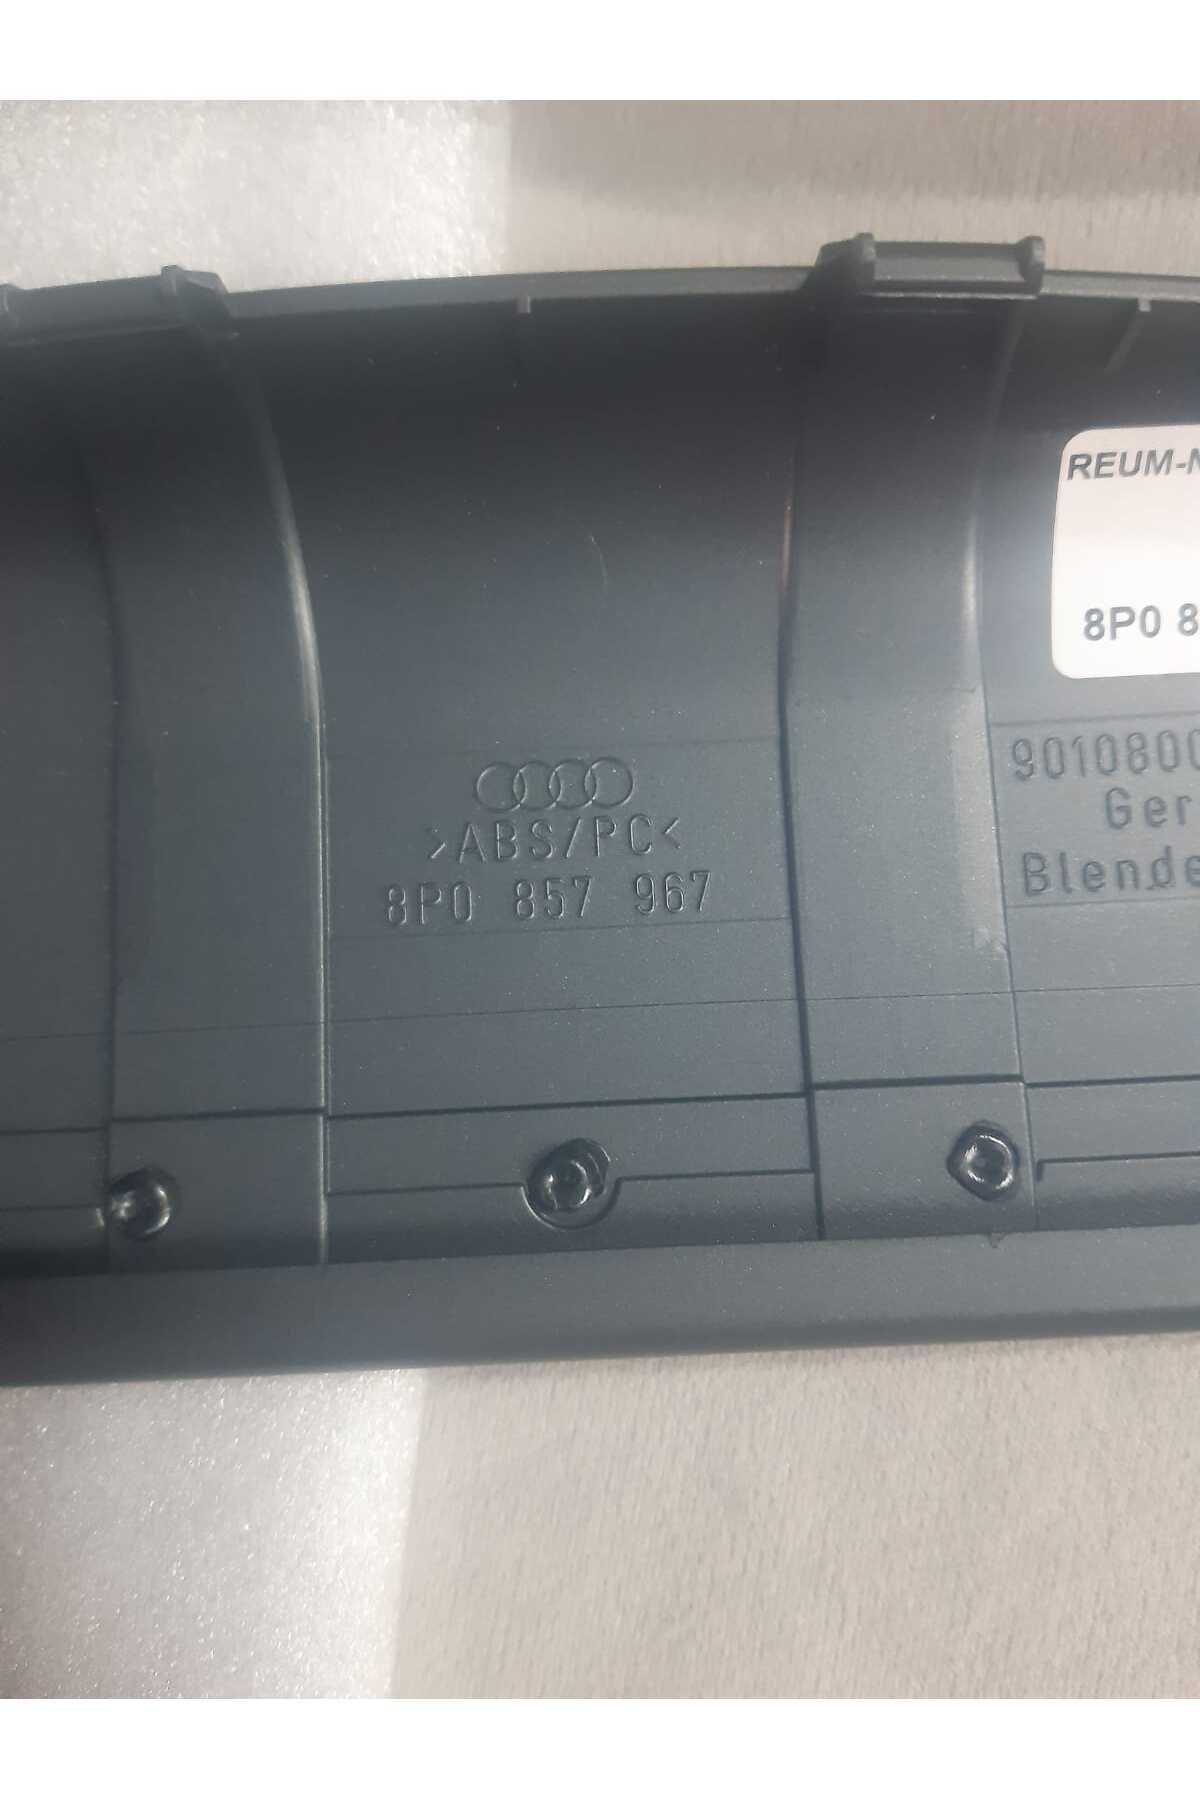 REUM-
8P0 8
>ABS/PC<
8P0 857 967
9010800
Ger
Blende